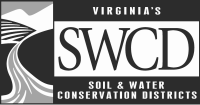 VIRGINIA'S
SWCD
SOIL & WATER
CONSERVATION DISTRICTS